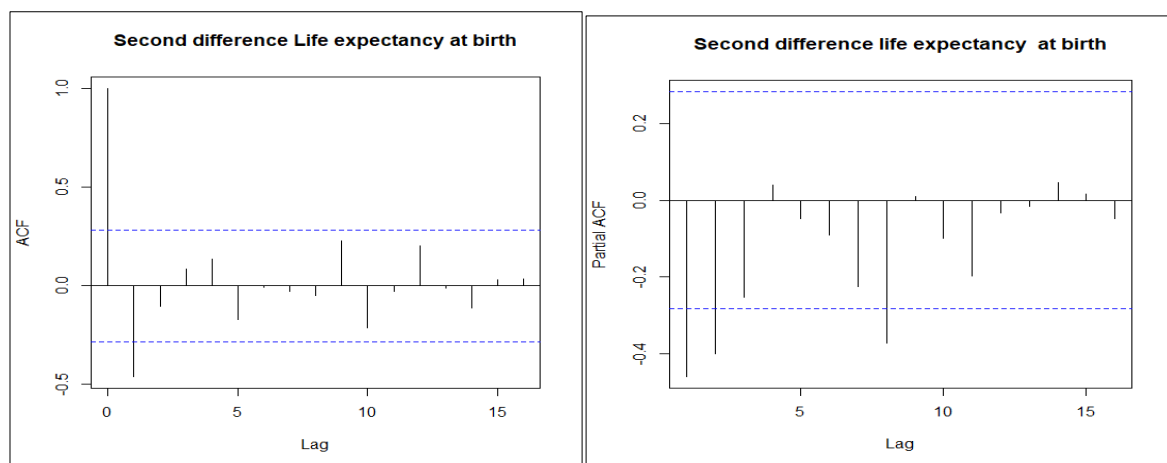 Second difference Life expectancy at birth
ACF
1.0
0.5
0.0
-0.5
0
5
10
15
Lag
Second difference life expectancy at birth
Partial ACF
0.2
0.0
-0.2
-0.4
5
10
15
Lag